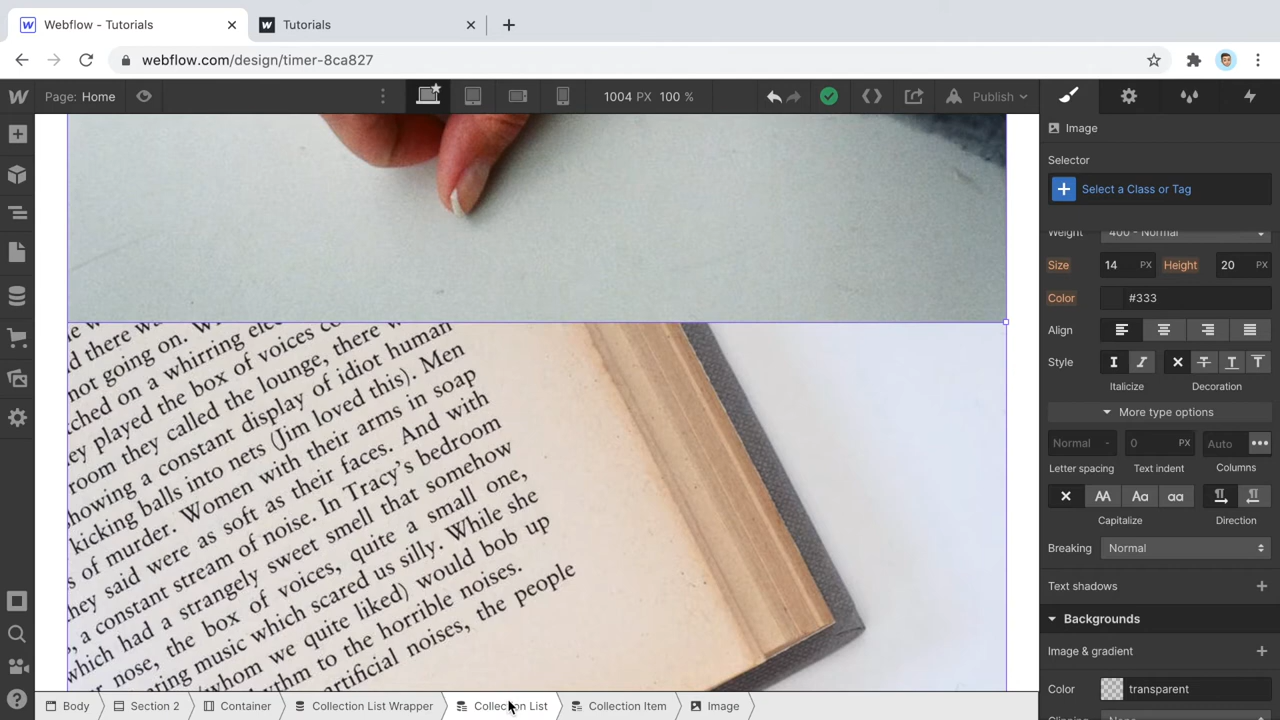 Webflow - Tutorials
Tutorials
webflow.com/design/timer-8ca827
Page: Home
1004 PX 100 %
Publish
Image
Selector
Select a Class or Tag
Weight 400 - Normal
Size 14 PX Height 20 PX
Color #333
Align
Style
Italicize Decoration
More type options
Normal 0 PX Auto
Letter spacing Text indent Columns
AA Aa aa
Capitalize Direction
Breaking Normal
Text shadows
Backgrounds
Image & gradient
Color transparent
there was
not going on.
tched on a whirring
ey played the box of voices
room they called the lounge, there
howing a constant display of idiot human
kicking balls into nets (Jim loved this). Men
s of murder. Women with their arms in soap
hey said were as soft as their faces. And with
, a constant stream of noise. In Tracy's bedroom
which had a strangely sweet smell that somehow
nose, the box of voices, quite a small one,
ating music which scared us silly. While she
(whom we quite liked) would bob up
rhythm to the horrible noises.
artificial noises, the people
Body Section 2 Container Collection List Wrapper Collection List Collection Item Image